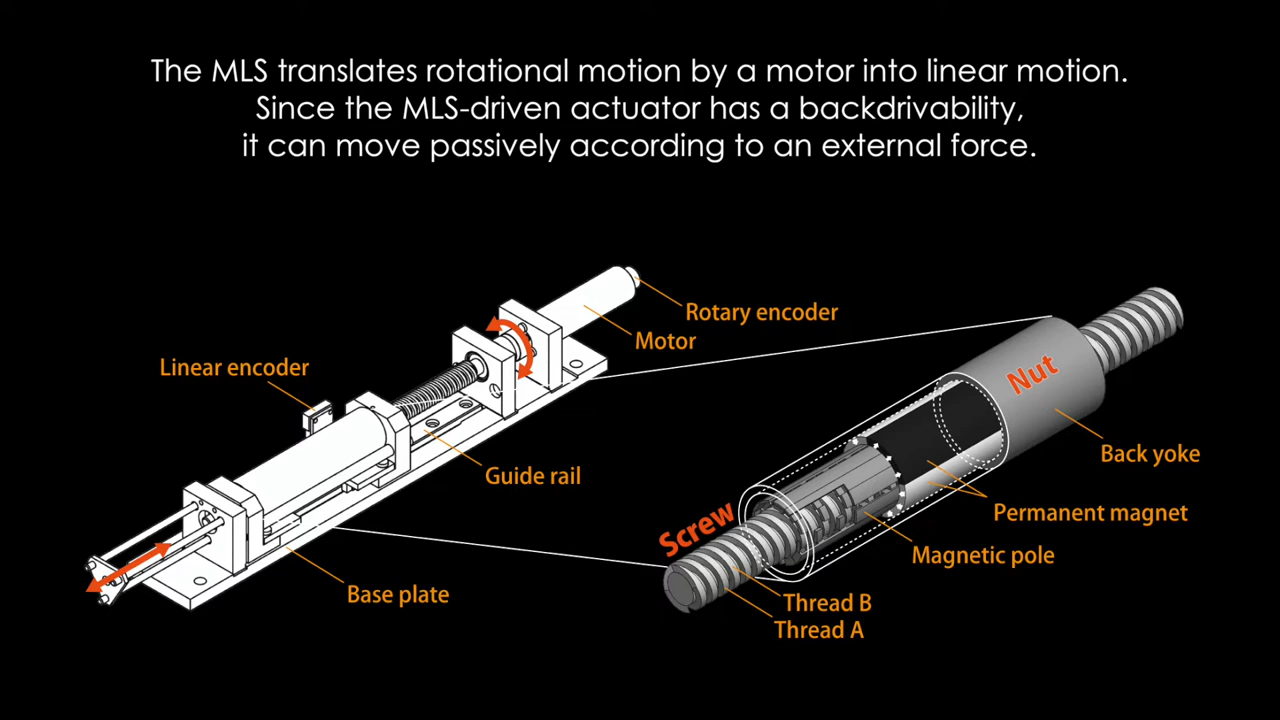 The MLS translates rotational motion by a motor into linear motion.
Since the MLS-driven actuator has a backdrivability,
it can move passively according to an external force.
Rotary encoder
Motor
Linear encoder
Guide rail
Base plate
Nut
Back yoke
Permanent magnet
Screw
Magnetic pole
Thread B
Thread A